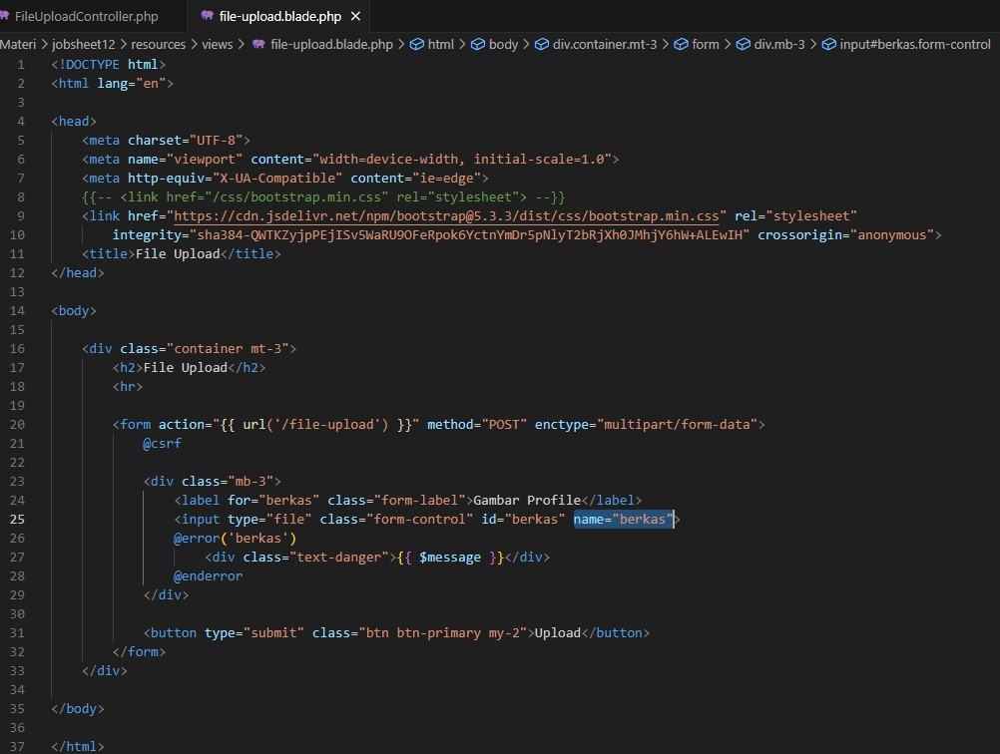 FileUploadController.php
file-upload.blade.php
Materi > jobsheet12 > resources > views > file-upload.blade.php > html > body > div.container.mt-3 > form > div.mb-3 > input#berkas.form-control
1 <!DOCTYPE html>
2 <html lang="en">
3
4 <head>
5 <meta charset="UTF-8">
6 <meta name="viewport" content="width=device-width, initial-scale=1.0">
7 <meta http-equiv="X-UA-Compatible" content="ie=edge">
8 {{-- <link href="/css/bootstrap.min.css" rel="stylesheet"> --}}
9 <link href="https://cdn.jsdelivr.net/npm/bootstrap@5.3.3/dist/css/bootstrap.min.css" rel="stylesheet"
10 integrity="sha384-QWTKZyjpPEjISv5WaRU9OFeRpok6YctnYmDr5pNlyT2bRjXh0JMhjY6hW+ALEwIH" crossorigin="anonymous">
11 <title>File Upload</title>
12 </head>
13
14 <body>
15
16 <div class="container mt-3">
17 <h2>File Upload</h2>
18 <hr>
19
20 <form action="{{ url('/file-upload') }}" method="POST" enctype="multipart/form-data">
21 @csrf
22
23 <div class="mb-3">
24 <label for="berkas" class="form-label">Gambar Profile</label>
25 <input type="file" class="form-control" id="berkas" name="berkas">
26 @error('berkas')
27 <div class="text-danger">{{ $message }}</div>
28 @enderror
29 </div>
30
31 <button type="submit" class="btn btn-primary my-2">Upload</button>
32 </form>
33 </div>
34
35 </body>
36
37 </html>